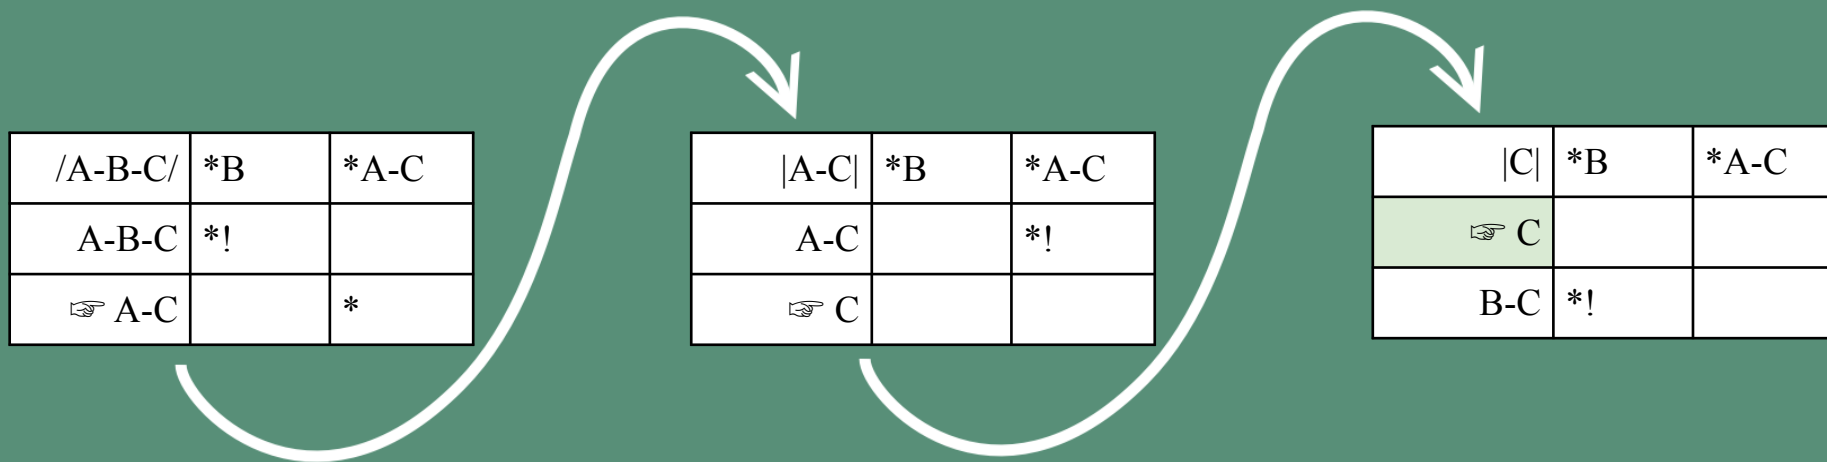 /A-B-C/ *B *A-C
A-B-C *!
☞ A-C *
|A-C| *B *A-C
A-C *!
☞ C
|C| *B *A-C
☞ C
B-C *!